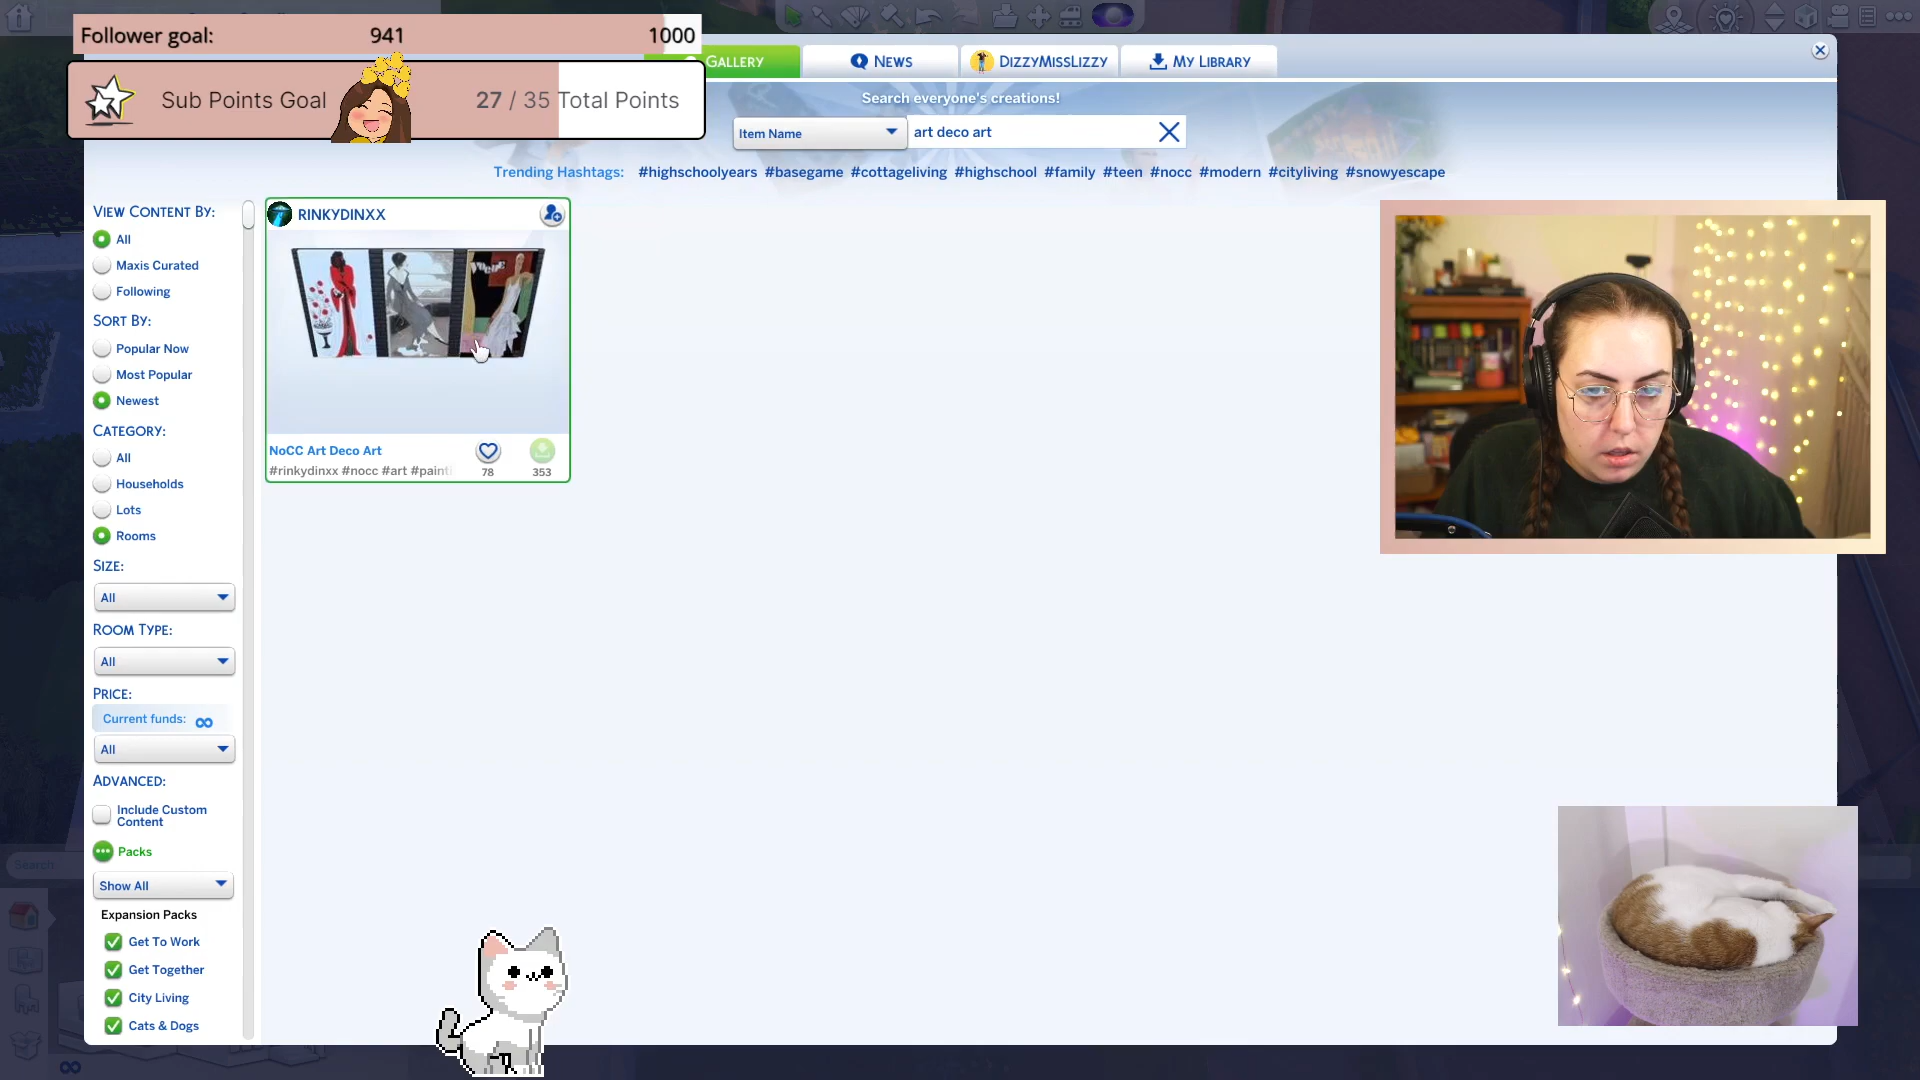 Follower goal: 941 1000
Sub Points Goal 27 / 35 Total Points
GALLERY
NEWS
DIZZYMISSLIZZY
MY LIBRARY
Search everyone's creations!
Item Name
art deco art
Trending Hashtags: #highschoolyears #basegame #cottageliving #highschool #family #teen #nocc #modern #cityliving #snowyescape
VIEW CONTENT BY:
All
Maxis Curated
Following
SORT BY:
Popular Now
Most Popular
Newest
CATEGORY:
All
Households
Lots
Rooms
SIZE:
All
ROOM TYPE:
All
PRICE:
Current funds: ∞
All
ADVANCED:
Include Custom
Content
Packs
Show All
Expansion Packs
Get To Work
Get Together
City Living
Cats & Dogs
RINKYDINXX
VOGUE
NoCC Art Deco Art
#rinkydinxx #nocc #art #painti
78
353
Search